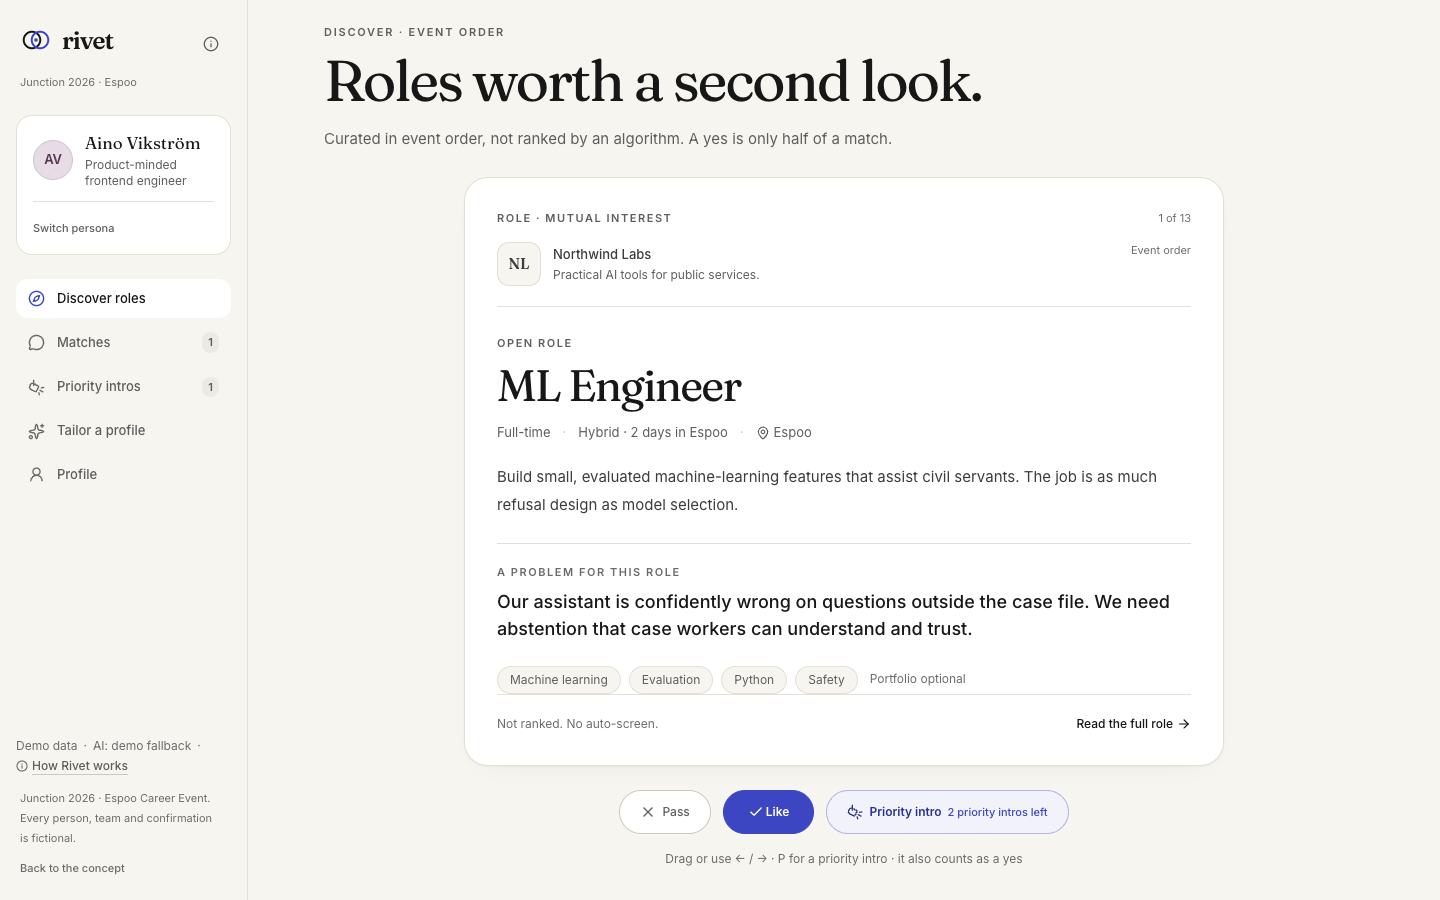 rivet
Junction 2026 · Espoo
AV
Aino Vikström
Product-minded
frontend engineer
Switch persona
Discover roles
Matches 1
Priority intros 1
Tailor a profile
Profile
Demo data · AI: demo fallback ·
How Rivet works
Junction 2026 · Espoo Career Event.
Every person, team and confirmation
is fictional.
Back to the concept
DISCOVER · EVENT ORDER
Roles worth a second look.
Curated in event order, not ranked by an algorithm. A yes is only half of a match.
ROLE · MUTUAL INTEREST 1 of 13
NL
Northwind Labs Event order
Practical AI tools for public services.
OPEN ROLE
ML Engineer
Full-time · Hybrid · 2 days in Espoo · Espoo
Build small, evaluated machine-learning features that assist civil servants. The job is as much
refusal design as model selection.
A PROBLEM FOR THIS ROLE
Our assistant is confidently wrong on questions outside the case file. We need
abstention that case workers can understand and trust.
Machine learning Evaluation Python Safety Portfolio optional
Not ranked. No auto-screen. Read the full role →
Pass Like Priority intro 2 priority intros left
Drag or use ← / → · P for a priority intro · it also counts as a yes